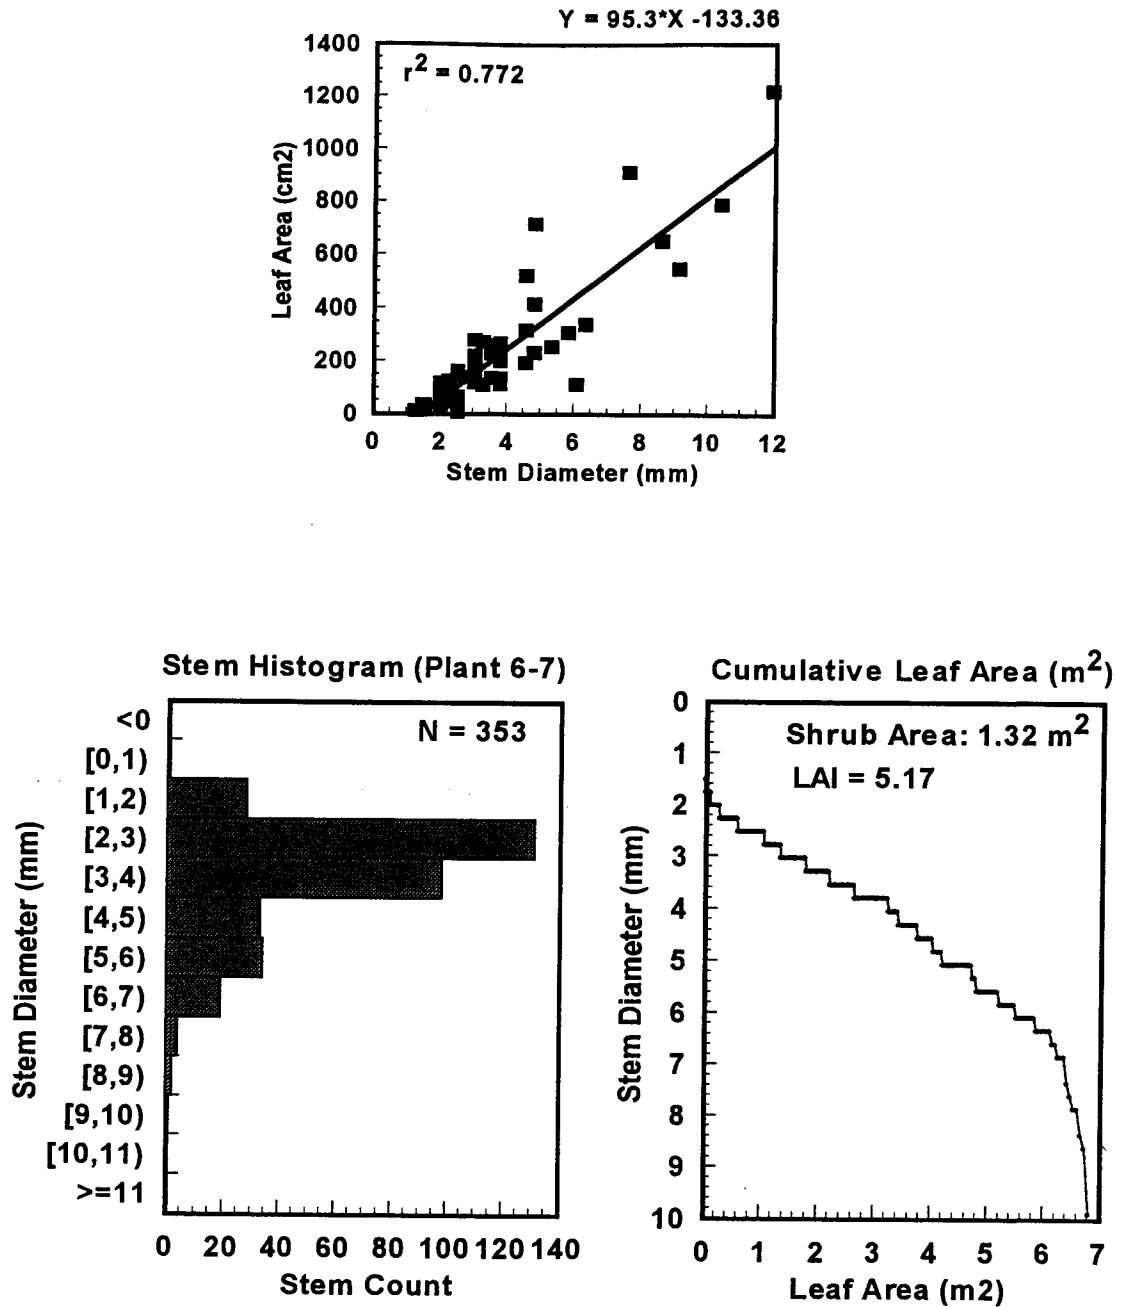 Y = 95.3*X -133.36
r2 = 0.772
1400
1200
1000
800
600
400
200
0
Leaf Area (cm2)
0 2 4 6 8 10 12
Stem Diameter (mm)
Stem Histogram (Plant 6-7)
N = 353
<0
[0,1)
[1,2)
[2,3)
[3,4)
[4,5)
[5,6)
[6,7)
[7,8)
[8,9)
[9,10)
[10,11)
>=11
Stem Diameter (mm)
0 20 40 60 80 100 120 140
Stem Count
Cumulative Leaf Area (m2)
Shrub Area: 1.32 m2
LAI = 5.17
0
1
2
3
4
5
6
7
8
9
10
Stem Diameter (mm)
0 1 2 3 4 5 6 7
Leaf Area (m2)